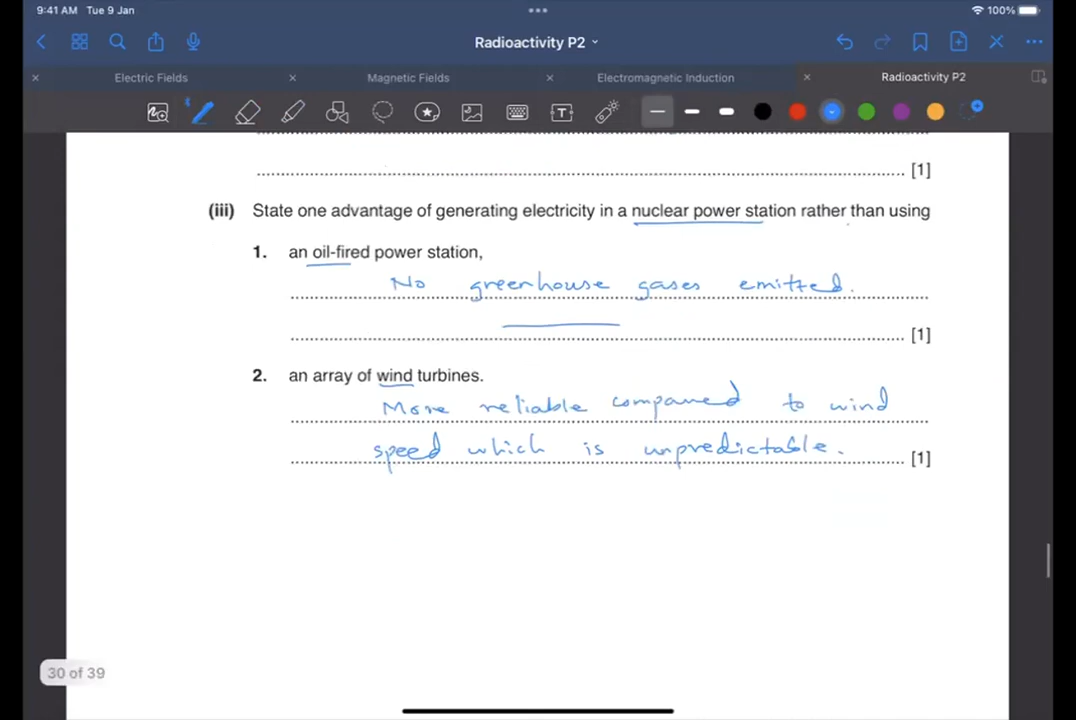 9:41 AM Tue 9 Jan
100%
Radioactivity P2
Electric Fields
Magnetic Fields
Electromagnetic Induction
Radioactivity P2
[1]
(iii) State one advantage of generating electricity in a nuclear power station rather than using
1. an oil-fired power station,
No greenhouse gases emitted.
[1]
2. an array of wind turbines.
More reliable compared to wind
speed which is unpredictable.
[1]
30 of 39